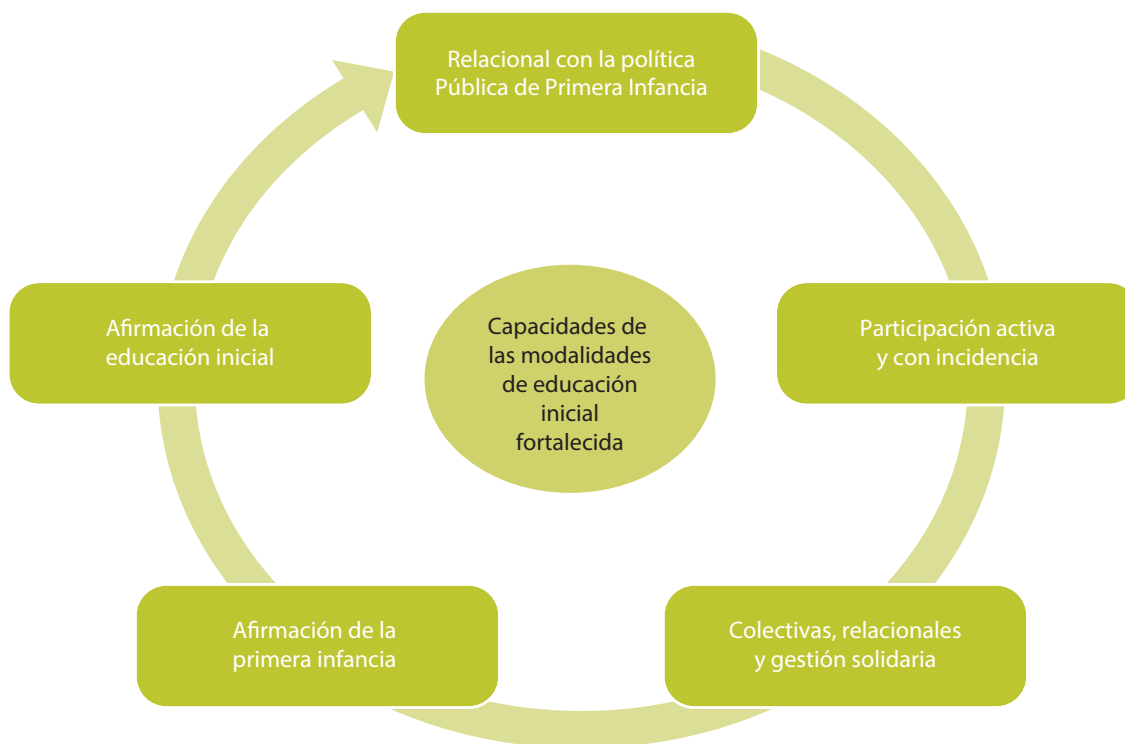 Relacional con la política
Pública de Primera Infancia
Participación activa
y con incidencia
Colectivas, relacionales
y gestión solidaria
Afirmación de la
primera infancia
Afirmación de la
educación inicial
Capacidades de
las modalidades
de educación
inicial
fortalecida